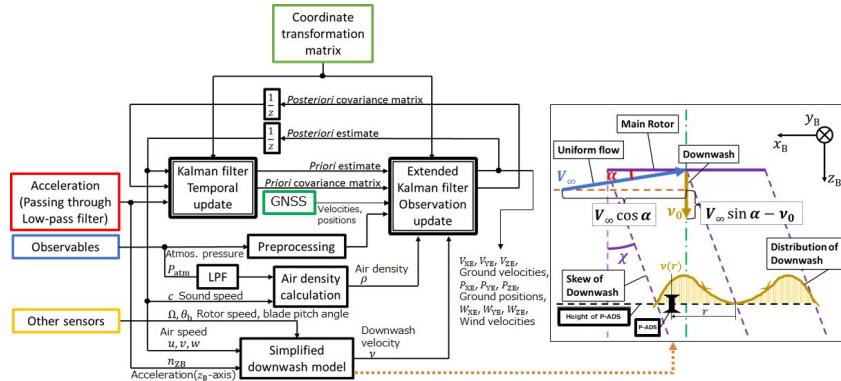 Coordinate
transformation
matrix
1/z
Posteriori covariance matrix
1/z
Posteriori estimate
Acceleration
(Passing through
Low-pass filter)
Kalman filter
Temporal
update
Priori estimate
Priori covariance matrix
GNSS
Velocities,
positions
Extended
Kalman filter
Observation
update
Observables
Atmos. pressure
Preprocessing
P_atm
LPF
Air density
calculation
Air density
ρ
c Sound speed
Other sensors
Ω, θ_b Rotor speed, blade pitch angle
Air speed
u, v, w
n_ZB
Acceleration(z_B-axis)
Simplified
downwash model
Downwash
velocity
ν
V_XE, V_YE, V_ZE,
Ground velocities,
P_XE, P_YE, P_ZE,
Ground positions,
W_XE, W_YE, W_ZE,
Wind velocities
Main Rotor
Uniform flow
Downwash
V_∞
α
ν_0
V_∞ cos α
V_∞ sin α − ν_0
x_B
y_B
z_B
χ
Skew of
Downwash
ν(r)
Distribution of
Downwash
Height of P-ADS
P-ADS
r